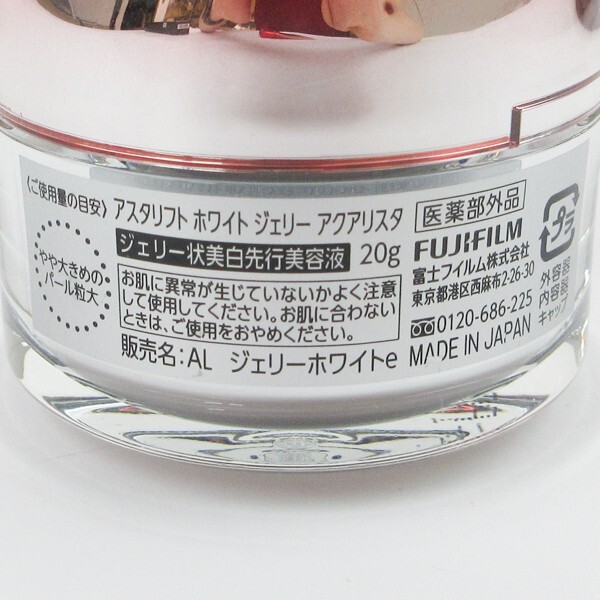 〈ご使用量の目安〉
やや大きめの
パール粒大
アスタリフト ホワイト ジェリー アクアリスタ
ジェリー状美白先行美容液 20g
お肌に異常が生じていないかよく注意
して使用してください。お肌に合わない
ときは、ご使用をおやめください。
販売名:AL ジェリーホワイトe
医薬部外品
FUJIFILM
富士フイルム株式会社
東京都港区西麻布2-26-30
0120-686-225
MADE IN JAPAN
プラ
外容器
内容器
キャップ